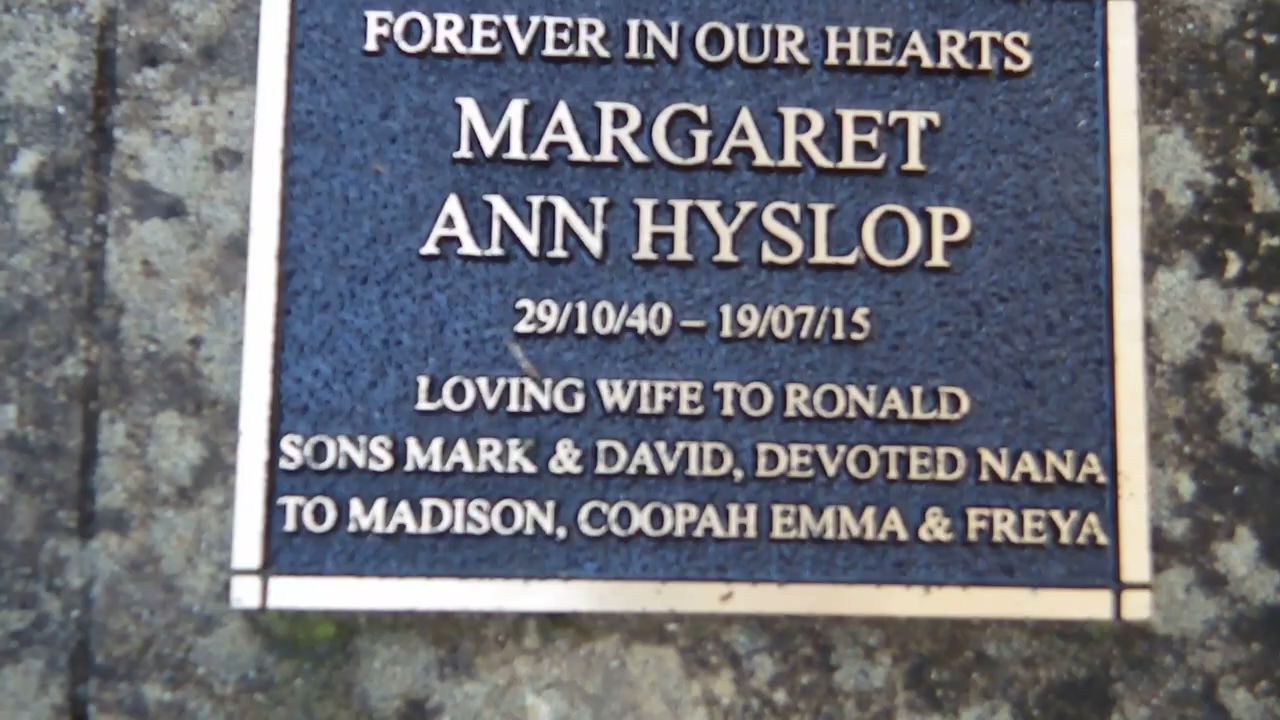 FOREVER IN OUR HEARTS
MARGARET
ANN HYSLOP
29/10/40 – 19/07/15
LOVING WIFE TO RONALD
SONS MARK & DAVID, DEVOTED NANA
TO MADISON, COOPAH EMMA & FREYA